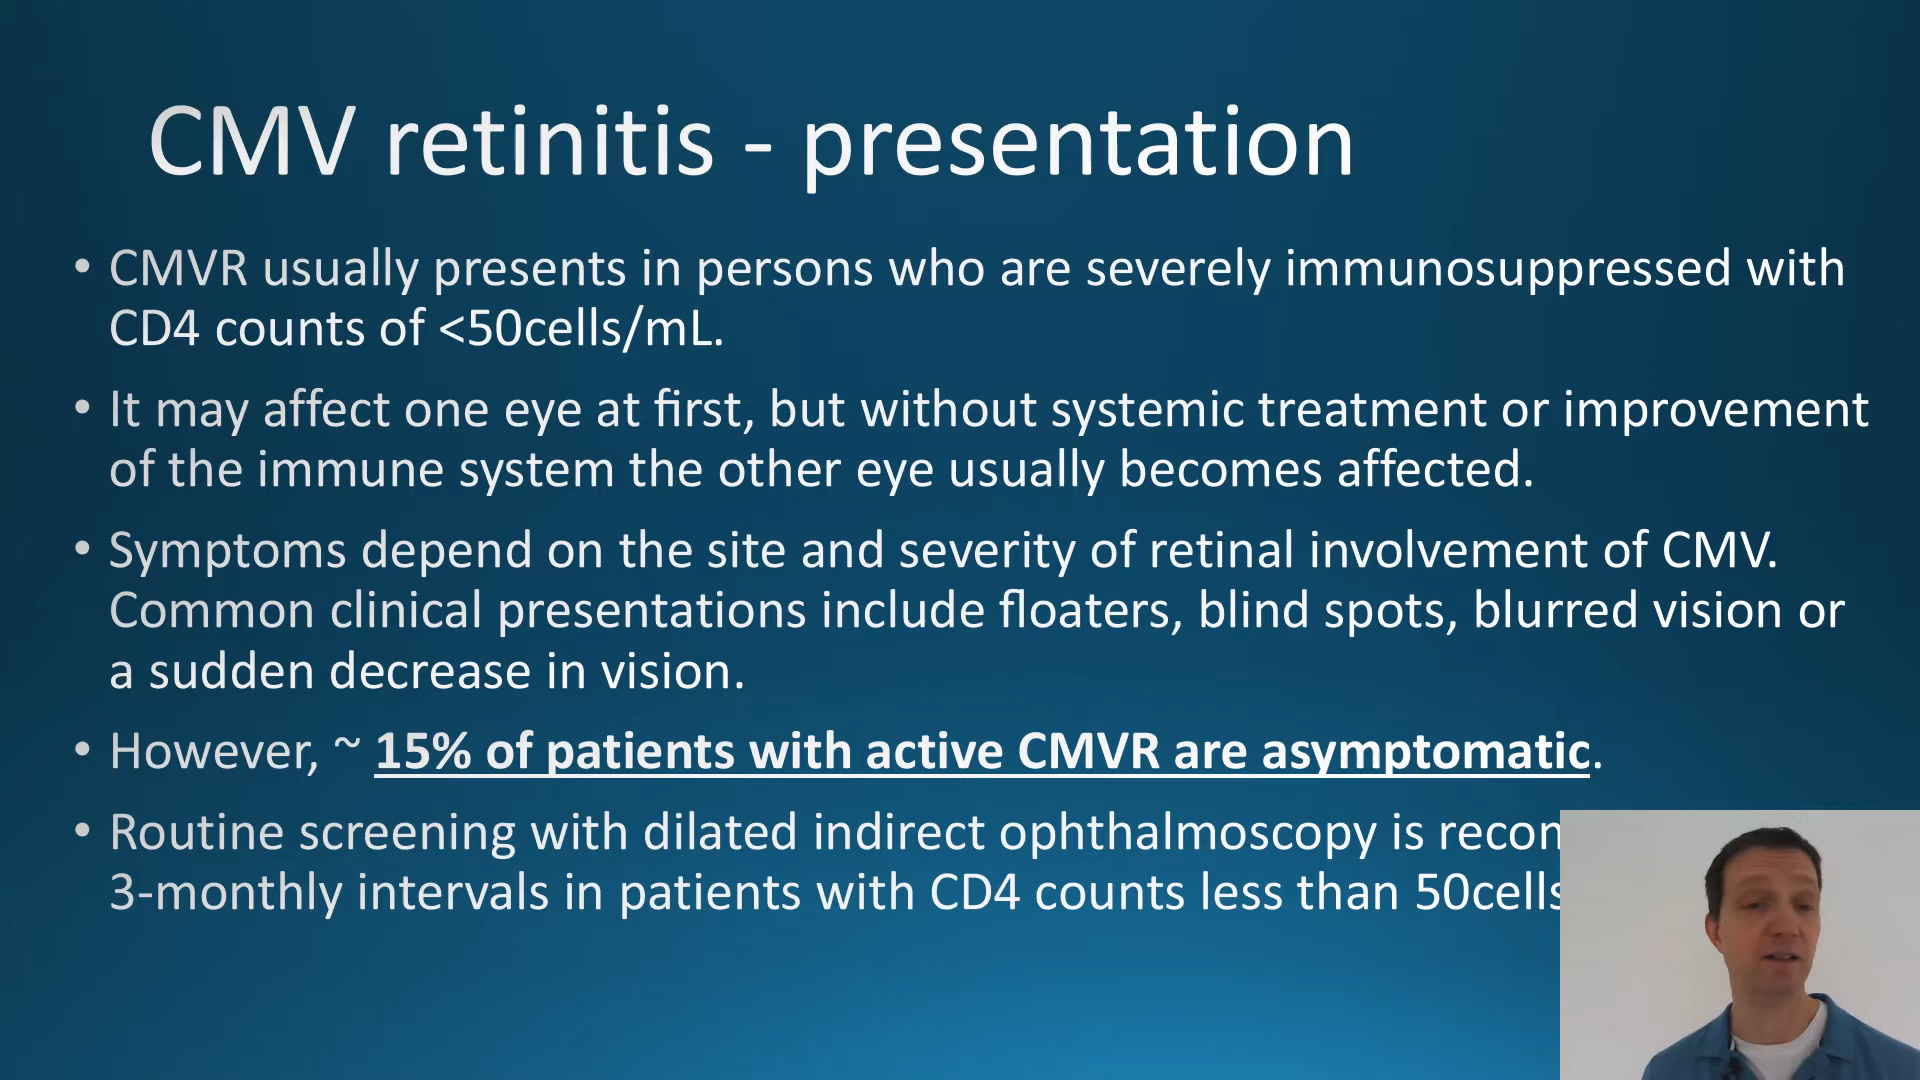 CMV retinitis - presentation
• CMVR usually presents in persons who are severely immunosuppressed with
CD4 counts of <50cells/mL.
• It may affect one eye at first, but without systemic treatment or improvement
of the immune system the other eye usually becomes affected.
• Symptoms depend on the site and severity of retinal involvement of CMV.
Common clinical presentations include floaters, blind spots, blurred vision or
a sudden decrease in vision.
• However, ~ 15% of patients with active CMVR are asymptomatic.
• Routine screening with dilated indirect ophthalmoscopy is
3-monthly intervals in patients with CD4 counts less than 50cells